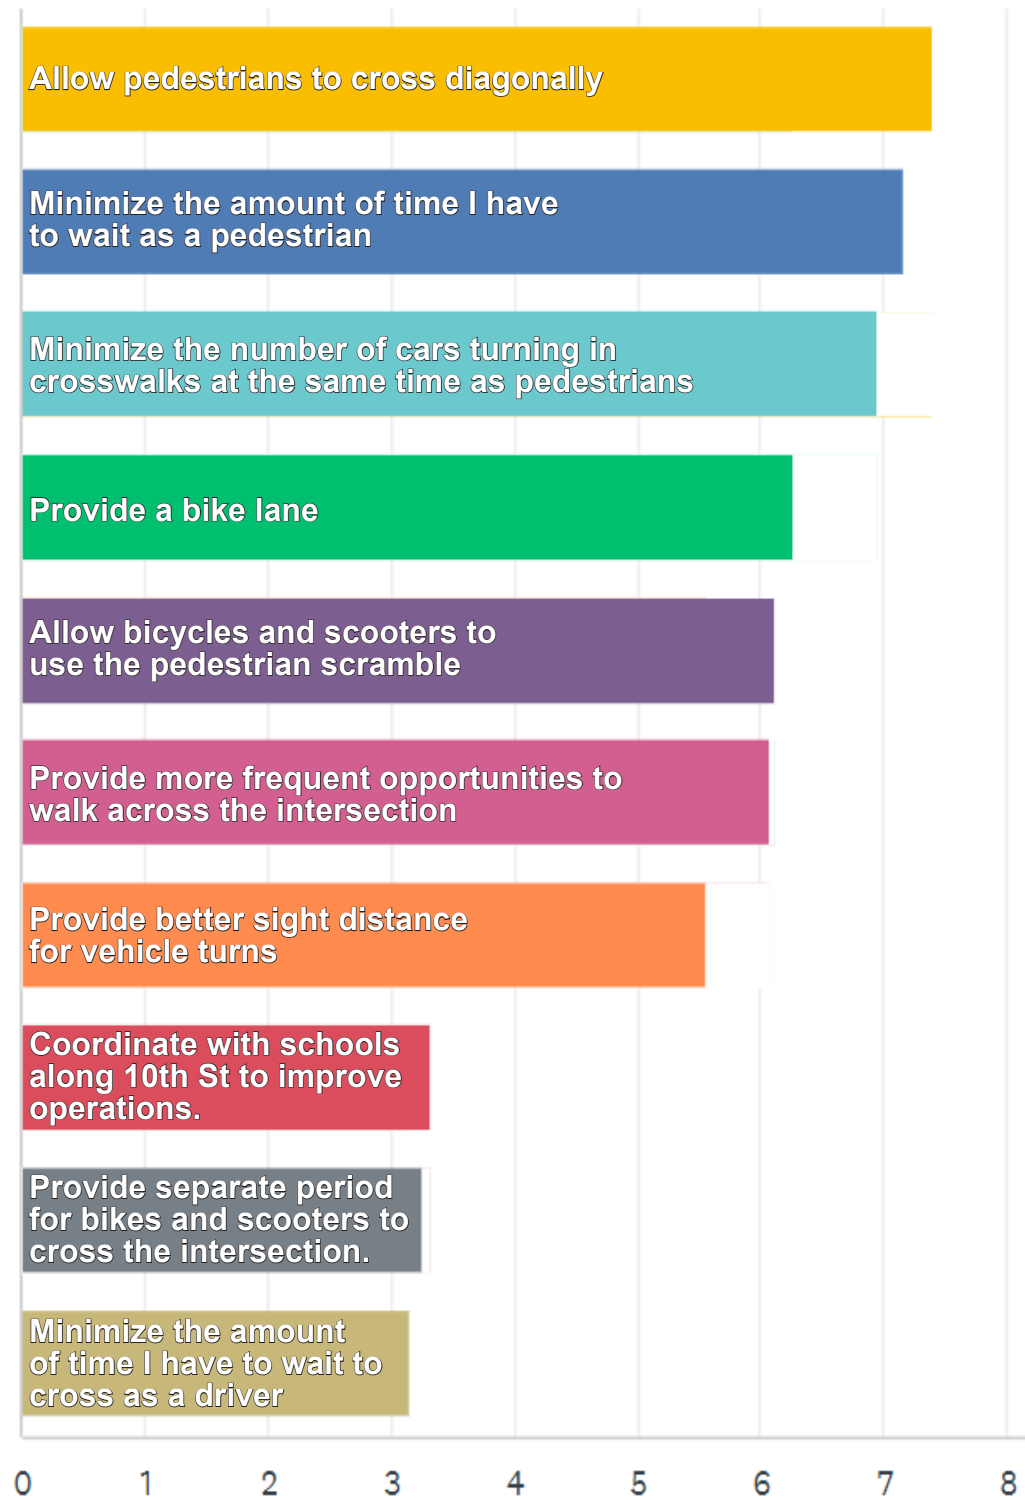 Allow pedestrians to cross diagonally
Minimize the amount of time I have
to wait as a pedestrian
Minimize the number of cars turning in
crosswalks at the same time as pedestrians
Provide a bike lane
Allow bicycles and scooters to
use the pedestrian scramble
Provide more frequent opportunities to
walk across the intersection
Provide better sight distance
for vehicle turns
Coordinate with schools
along 10th St to improve
operations.
Provide separate period
for bikes and scooters to
cross the intersection.
Minimize the amount
of time I have to wait to
cross as a driver
0 1 2 3 4 5 6 7 8